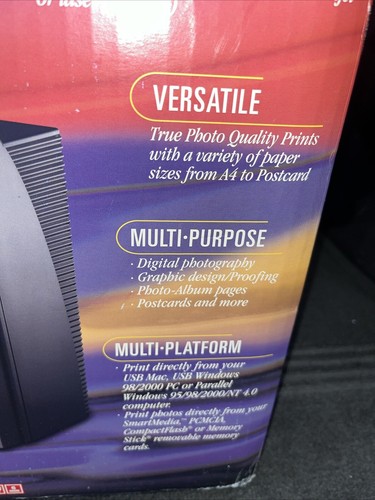 VERSATILE
True Photo Quality Prints
with a variety of paper
sizes from A4 to Postcard
MULTI·PURPOSE
· Digital photography
· Graphic design/Proofing
· Photo-Album pages
· Postcards and more
MULTI·PLATFORM
· Print directly from your
USB Mac, USB Windows
98/2000 PC or Parallel
Windows 95/98/2000/NT 4.0
computer.
· Print photos directly from your
SmartMedia,™ PCMCIA,
CompactFlash® or Memory
Stick® removable memory
cards.